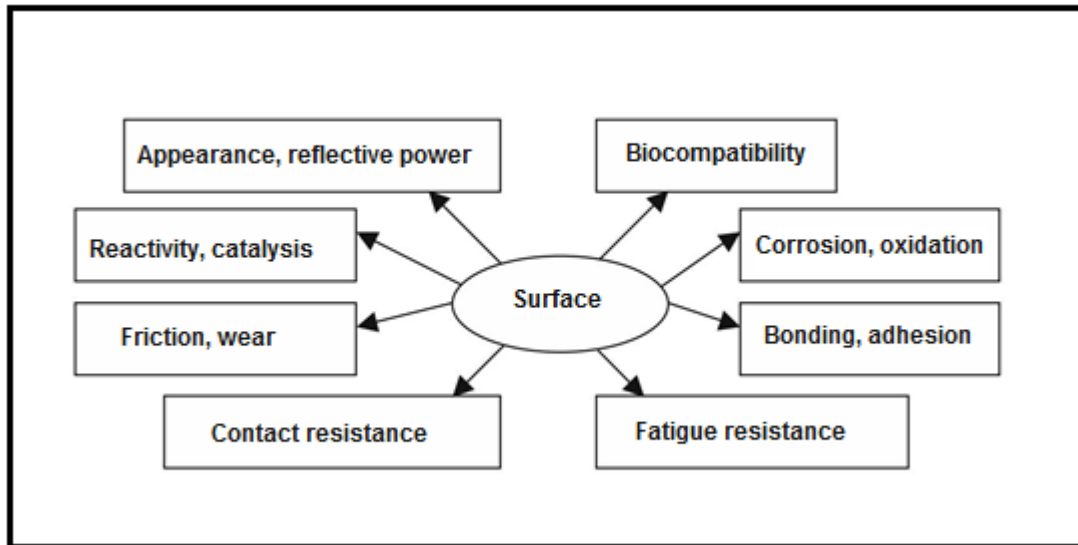 Appearance, reflective power
Biocompatibility
Reactivity, catalysis
Corrosion, oxidation
Surface
Friction, wear
Bonding, adhesion
Contact resistance
Fatigue resistance